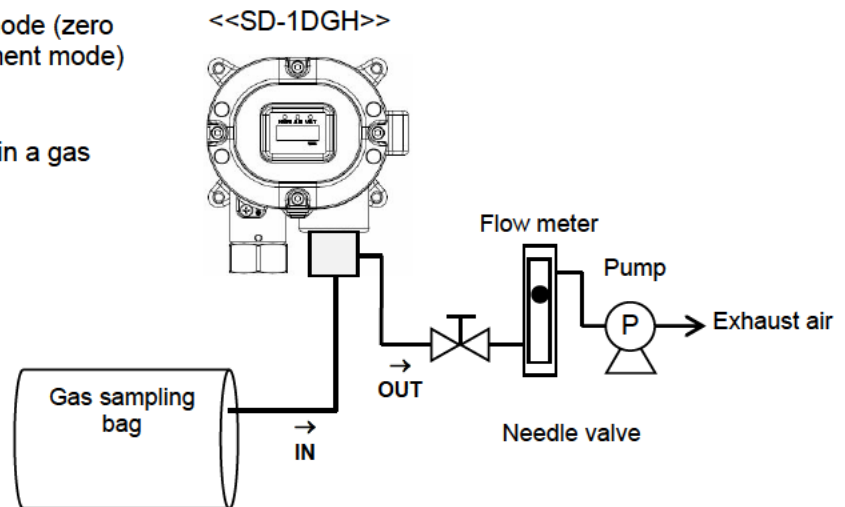 ode (zero
nent mode)
in a gas
<<SD-1DGH>>
Flow meter
Pump
P
Exhaust air
→
OUT
Gas sampling
bag
→
IN
Needle valve